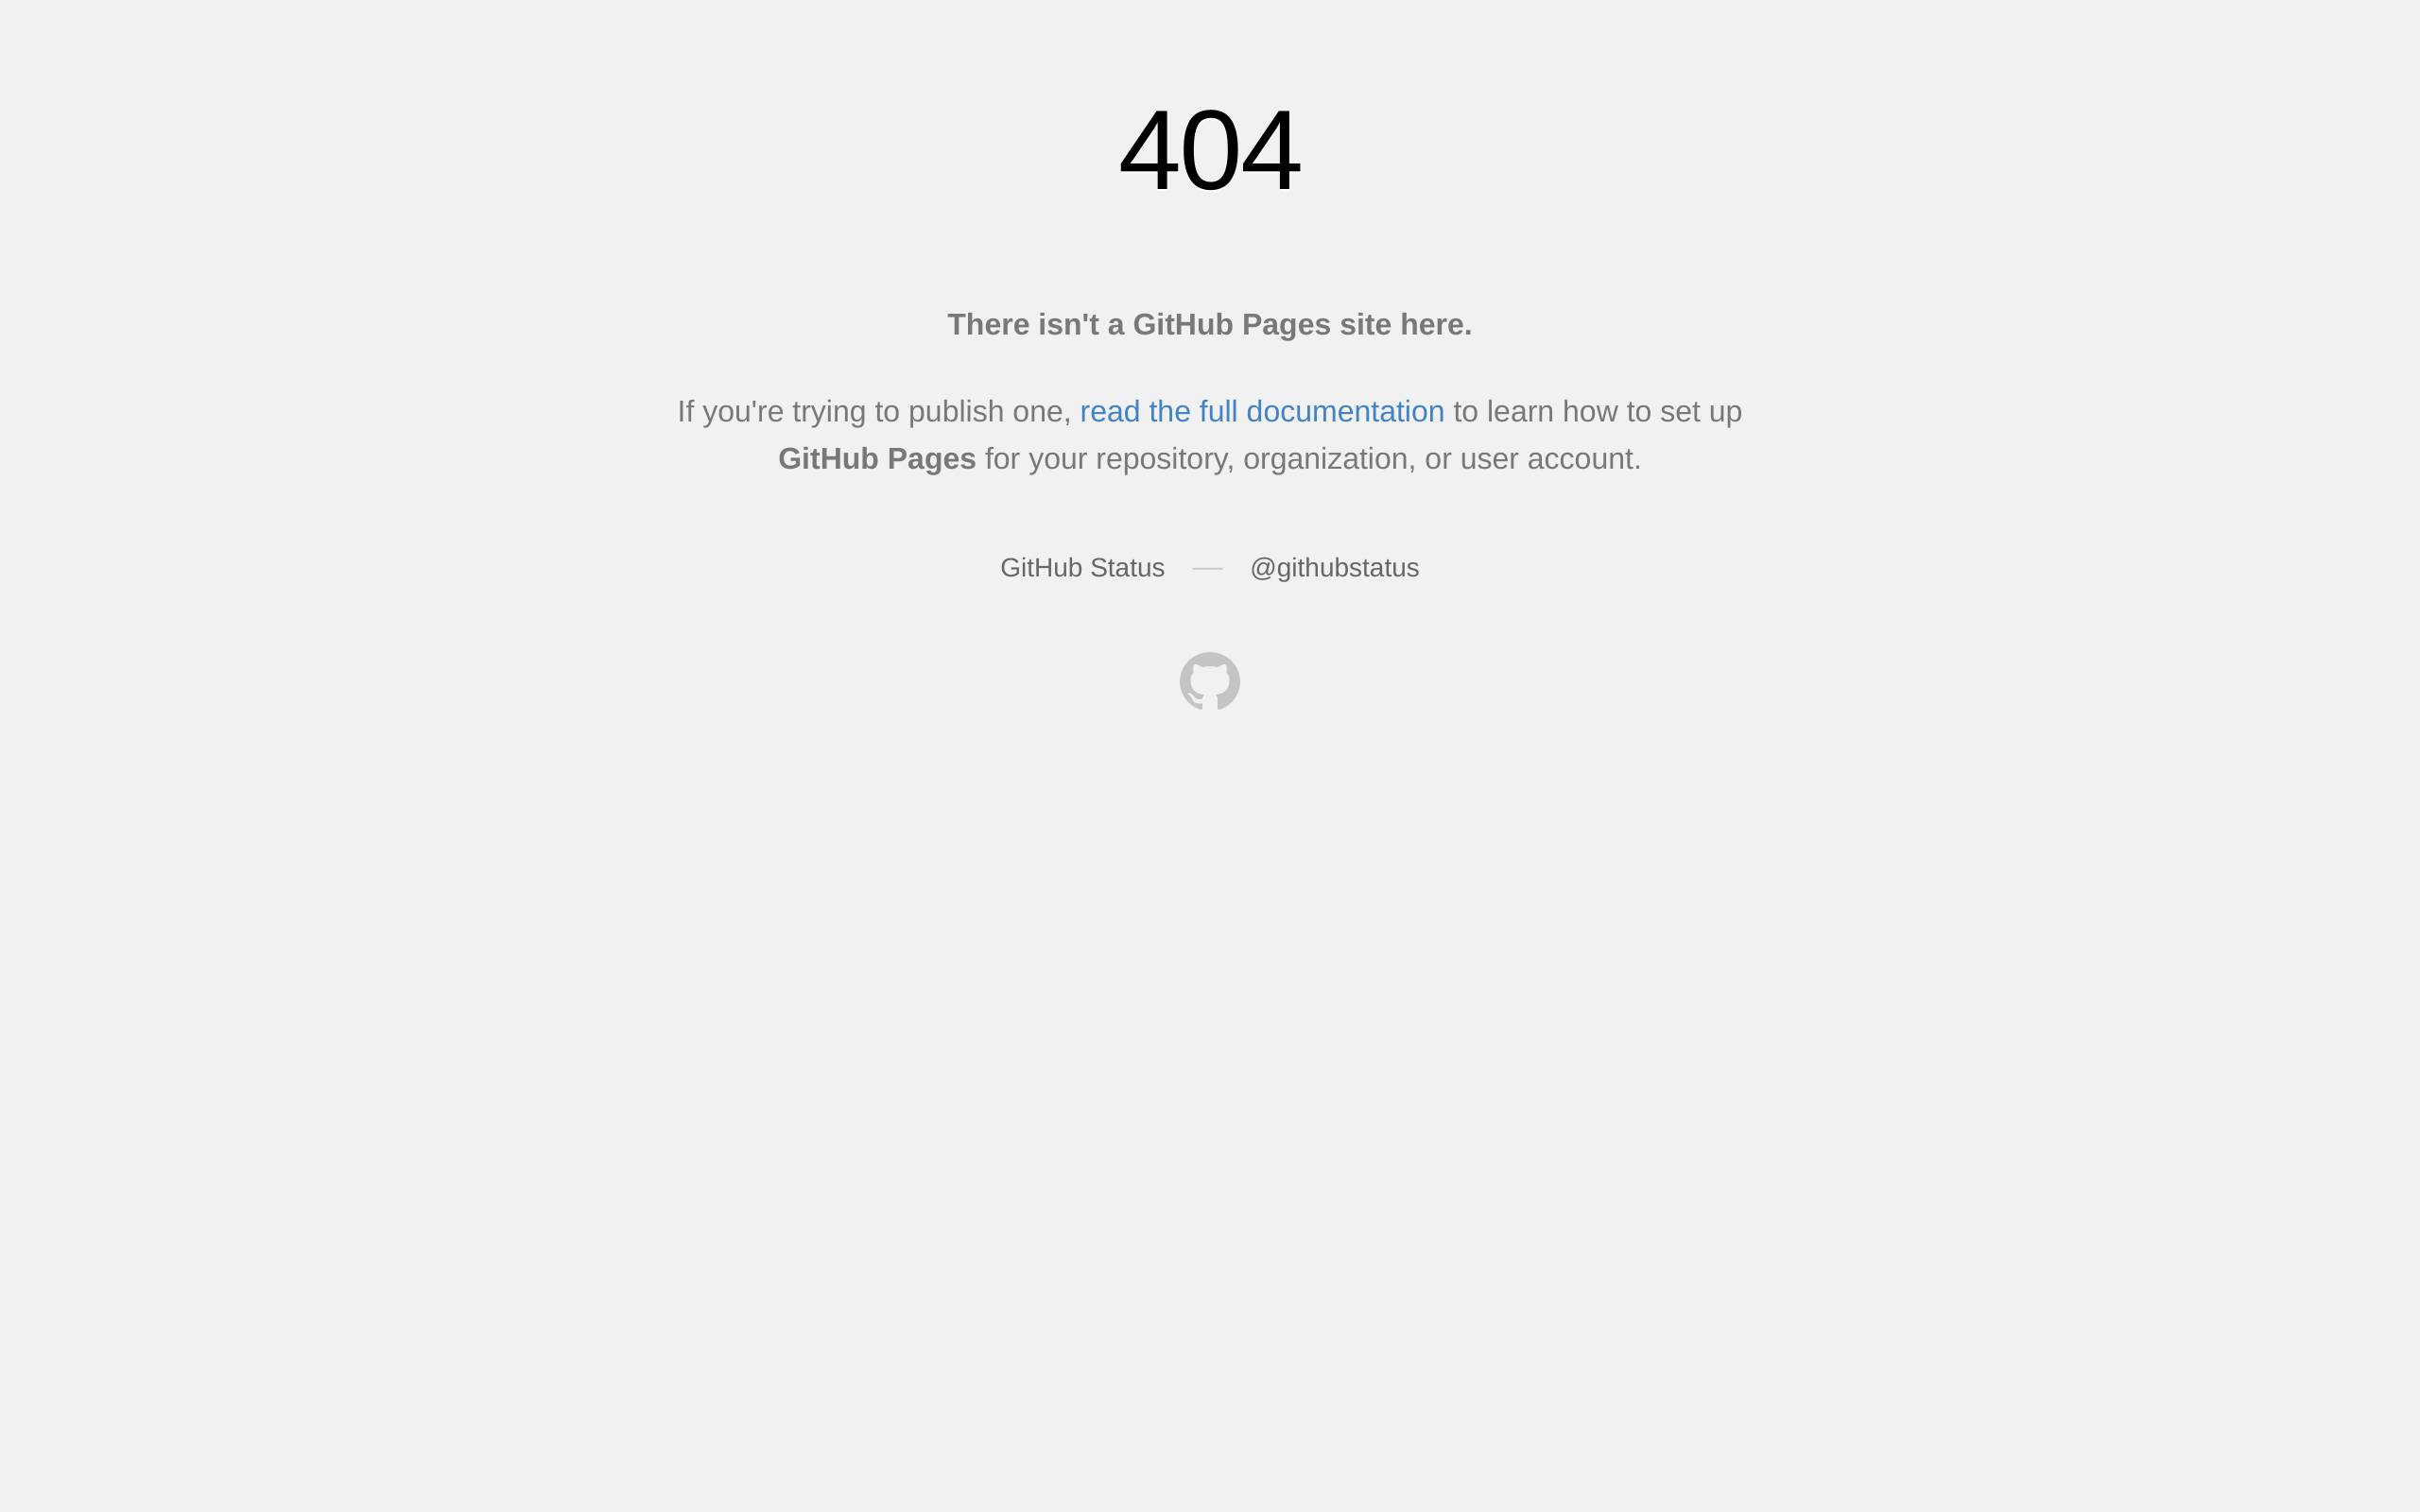 404
There isn't a GitHub Pages site here.
If you're trying to publish one, read the full documentation to learn how to set up
GitHub Pages for your repository, organization, or user account.
GitHub Status — @githubstatus